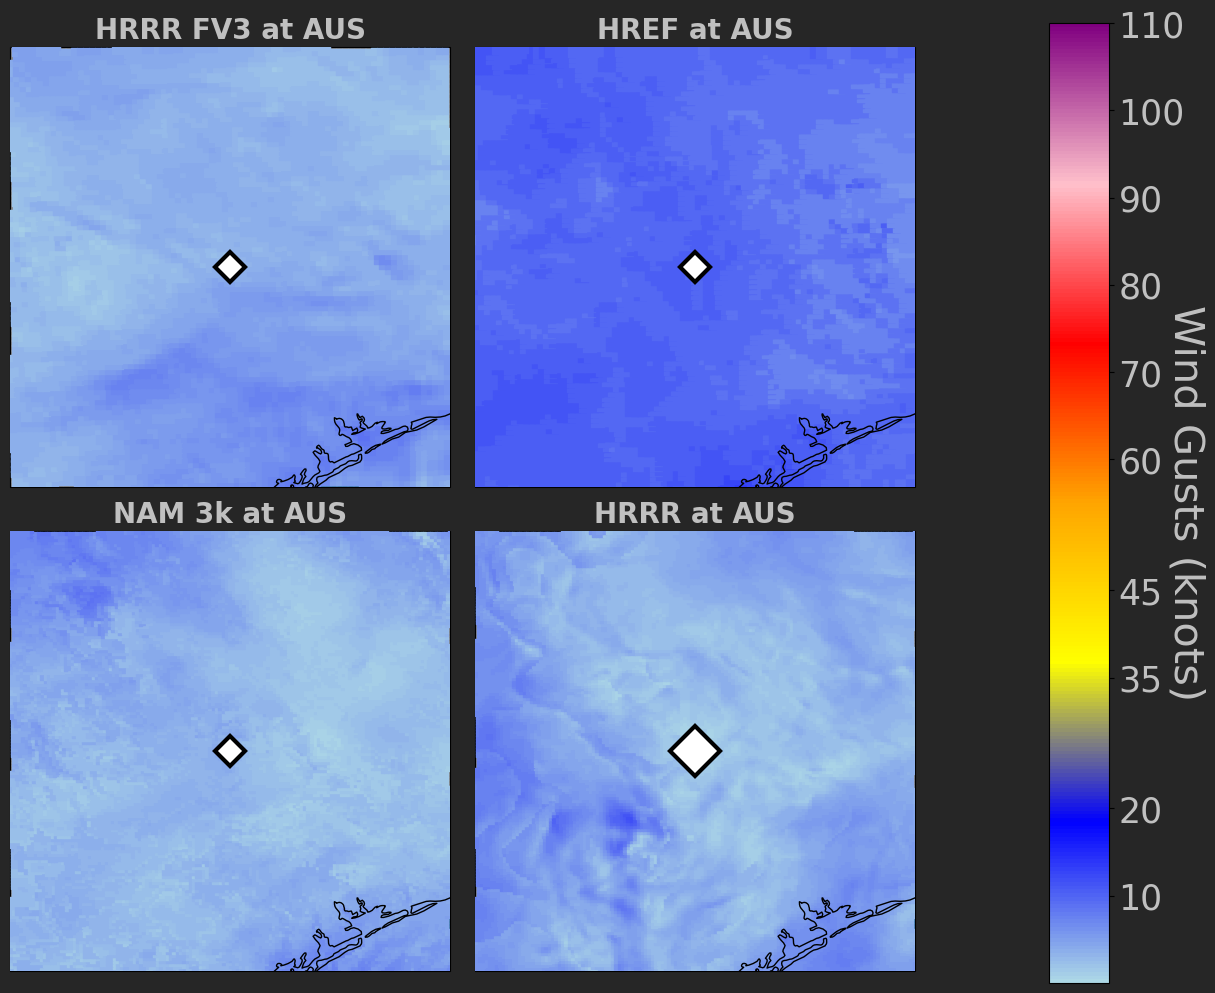 HRRR FV3 at AUS
HREF at AUS
NAM 3k at AUS
HRRR at AUS
110
100
90
80
70
60
45
35
20
10
Wind Gusts (knots)